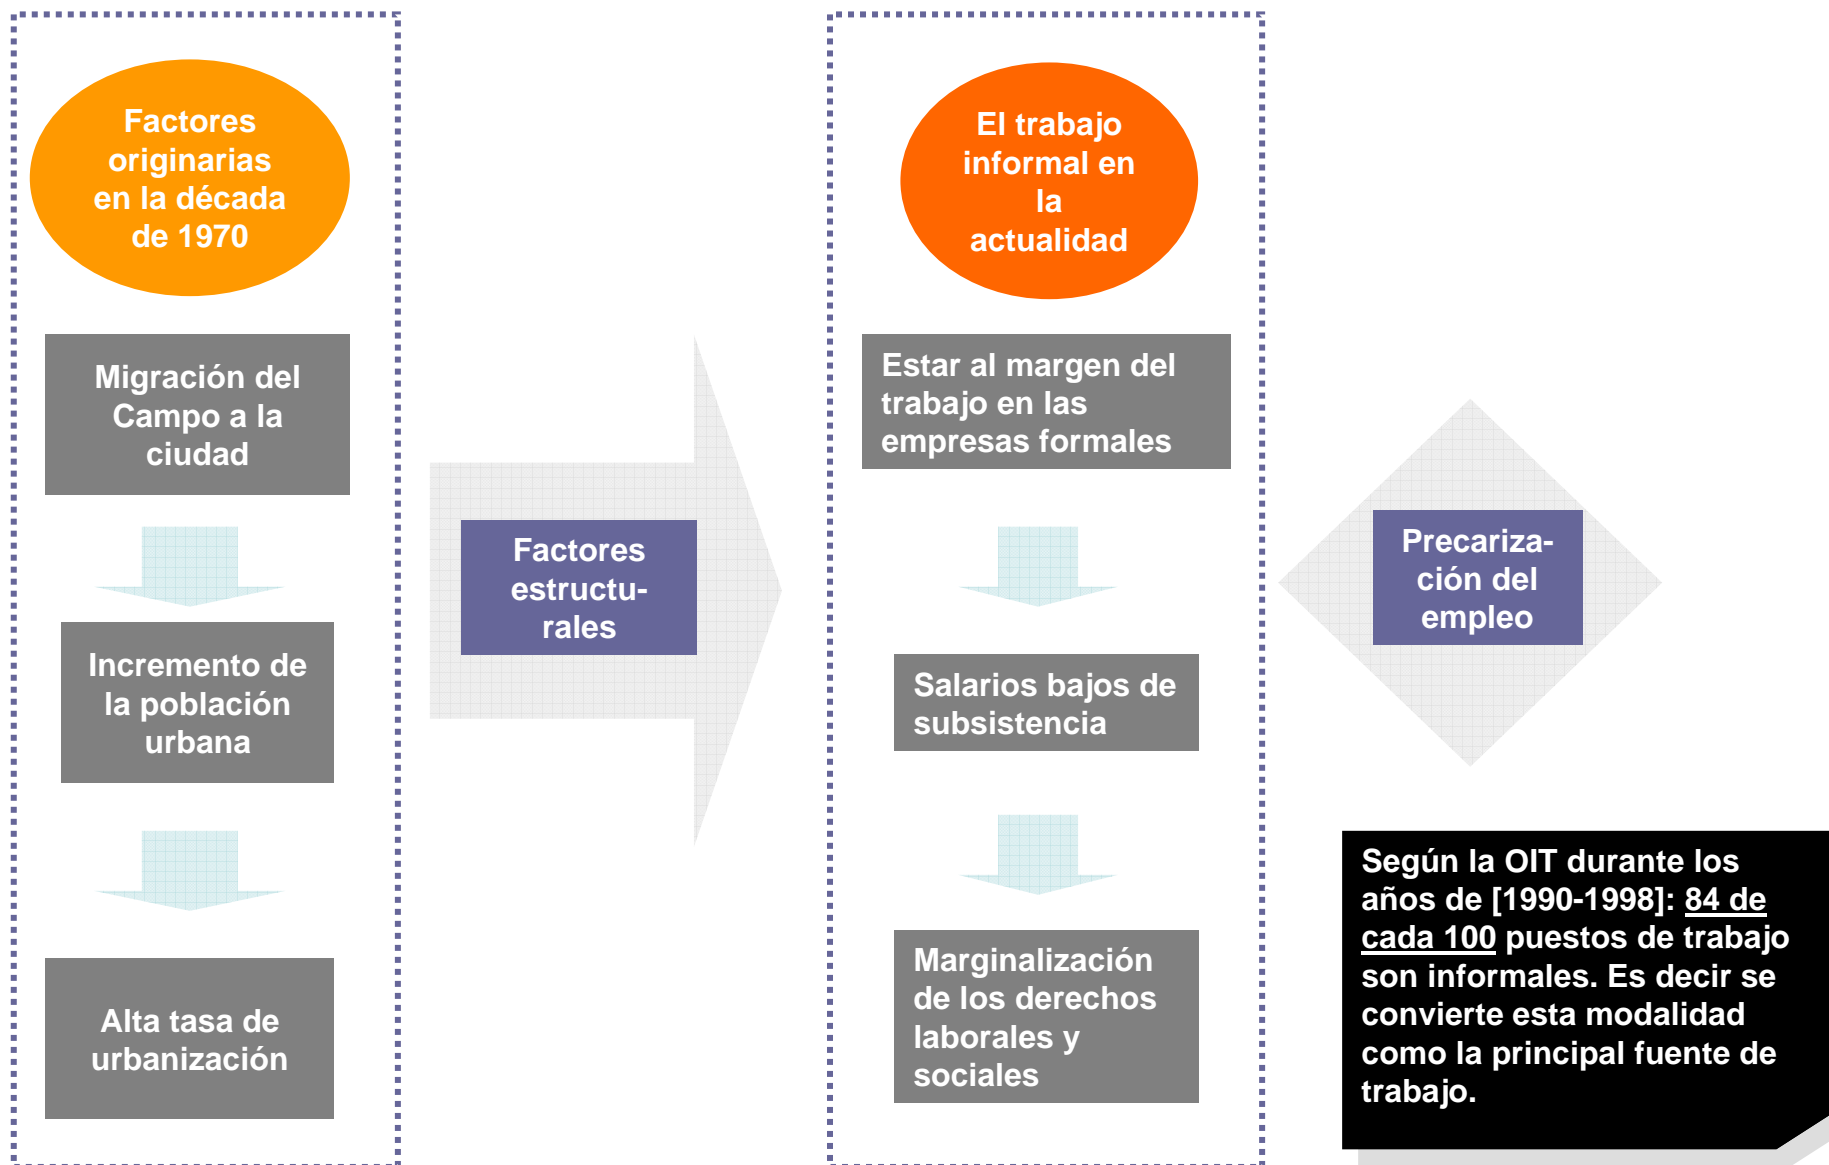 Factores
originarias
en la década
de 1970
Migración del
Campo a la
ciudad
Incremento de
la población
urbana
Alta tasa de
urbanización
Factores
estructu-
rales
El trabajo
informal en
la
actualidad
Estar al margen del
trabajo en las
empresas formales
Salarios bajos de
subsistencia
Marginalización
de los derechos
laborales y
sociales
Precariza-
ción del
empleo
Según la OIT durante los
años de [1990-1998]: 84 de
cada 100 puestos de trabajo
son informales. Es decir se
convierte esta modalidad
como la principal fuente de
trabajo.